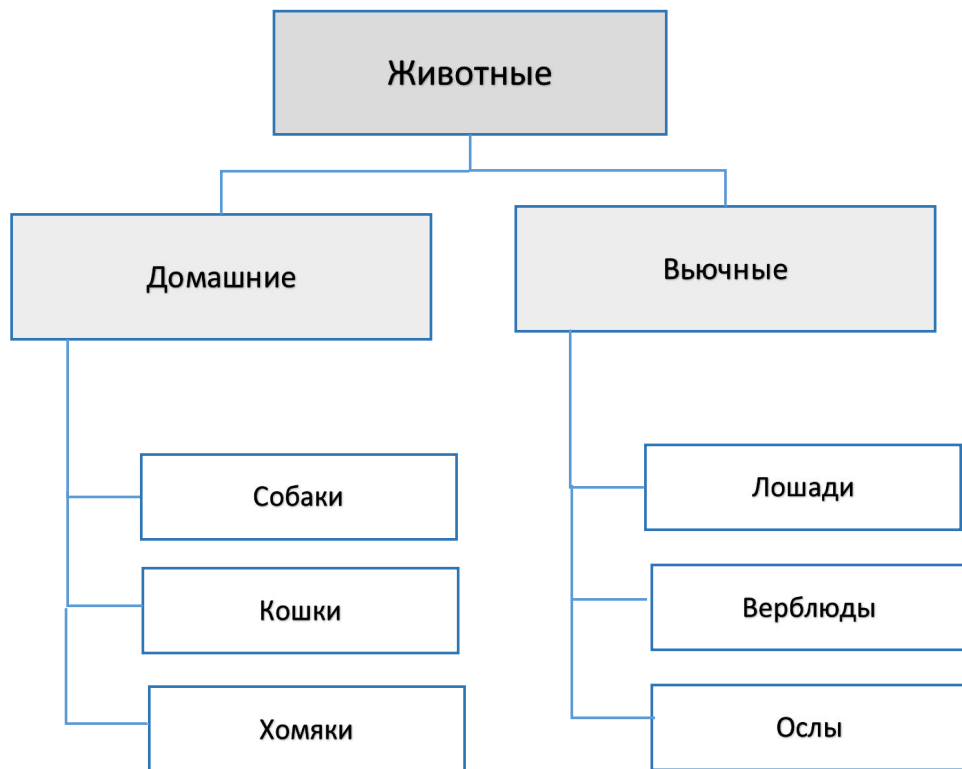 Животные
Домашние
Вьючные
Собаки
Кошки
Хомяки
Лошади
Верблюды
Ослы